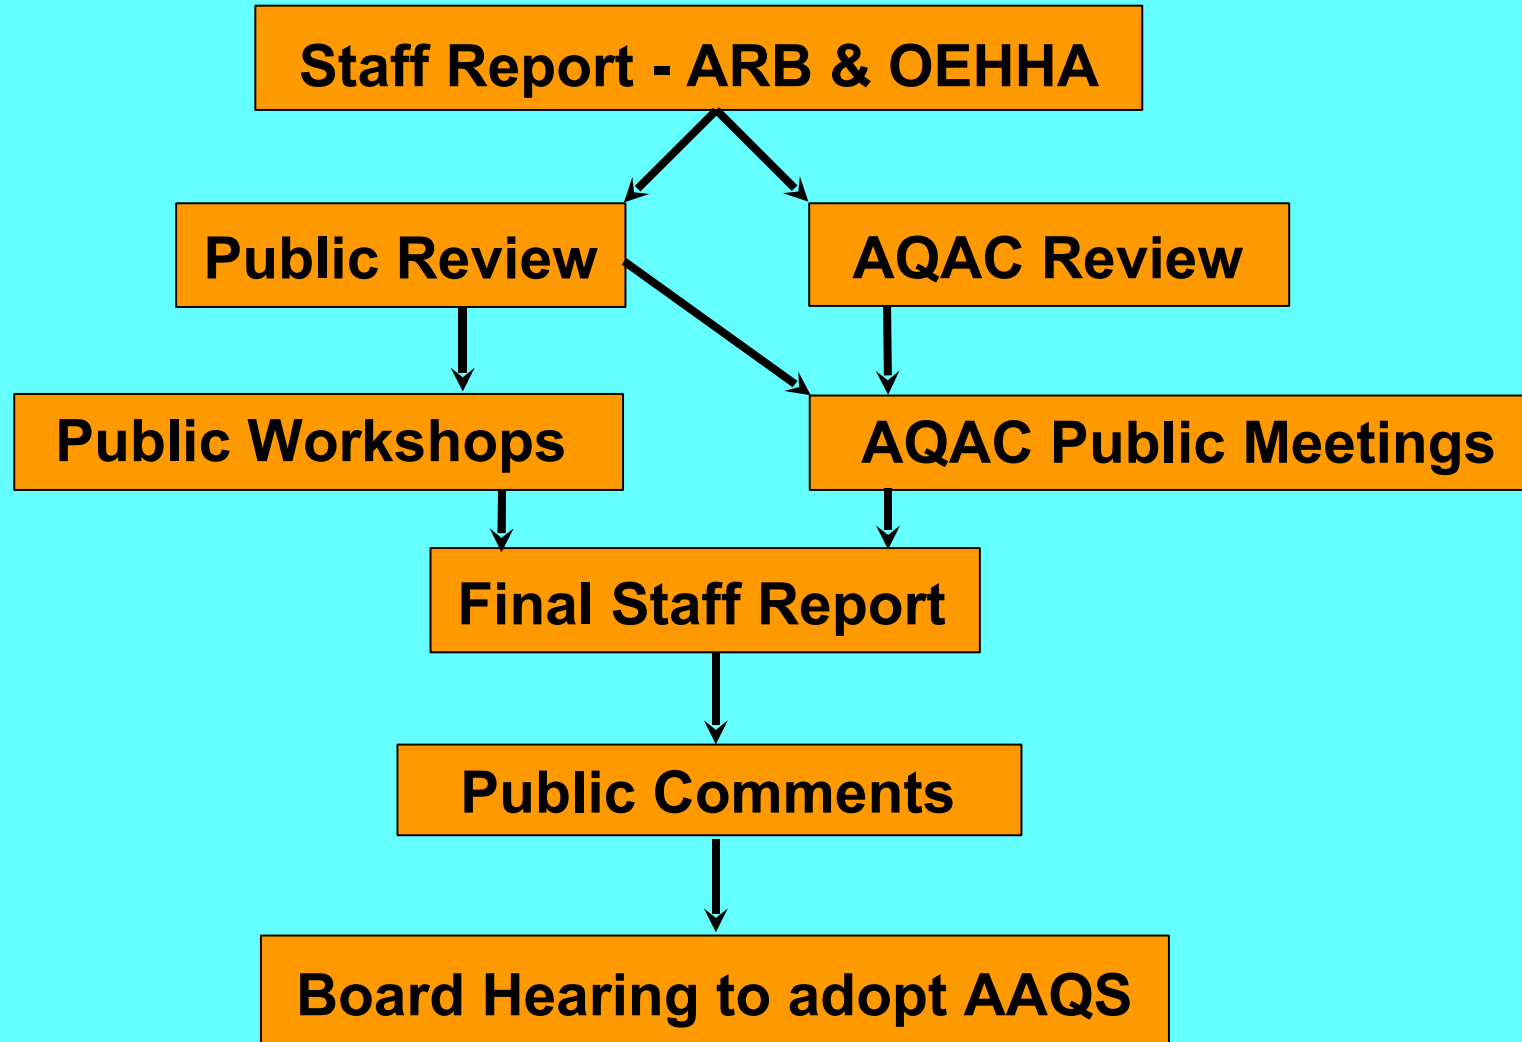 Staff Report - ARB & OEHHA
Public Review
AQAC Review
Public Workshops
AQAC Public Meetings
Final Staff Report
Public Comments
Board Hearing to adopt AAQS